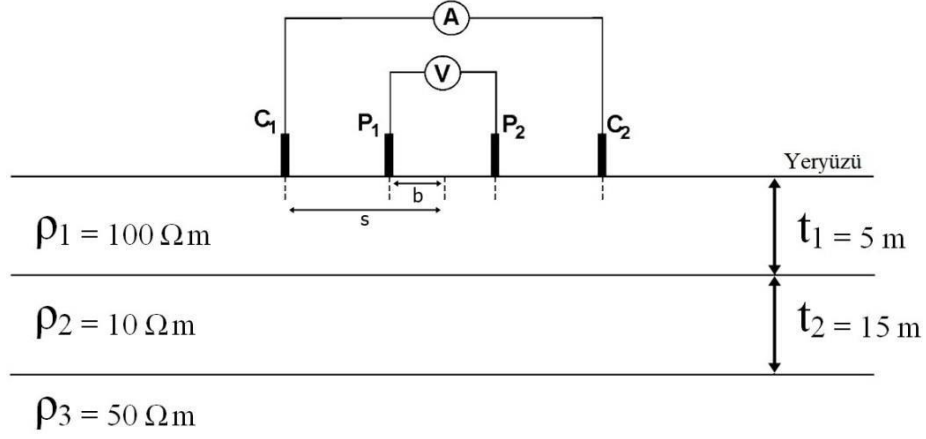 A
V
C₁ P₁ P₂ C₂
Yeryüzü
b
s
ρ₁ = 100 Ωm
t₁ = 5 m
ρ₂ = 10 Ωm
t₂ = 15 m
ρ₃ = 50 Ωm